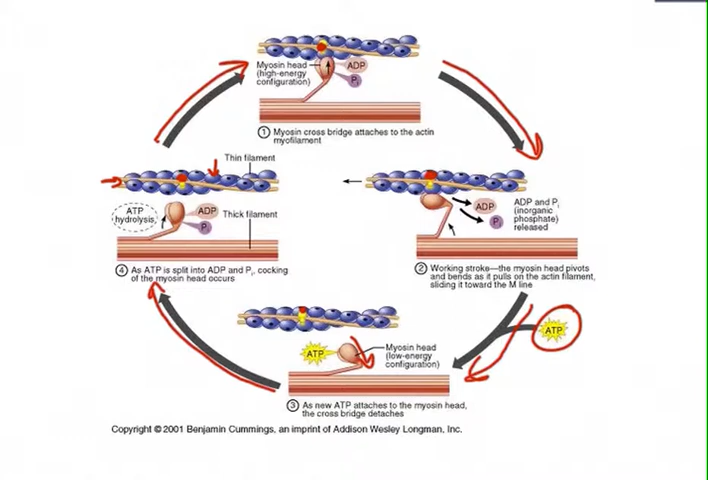 Myosin head
(high-energy
configuration)
ADP
Pi
① Myosin cross bridge attaches to the actin
myofilament
Thin filament
ADP
Pi
ADP and Pi
(inorganic
phosphate)
released
② Working stroke—the myosin head pivots
and bends as it pulls on the actin filament,
sliding it toward the M line
ATP
ATP
Myosin head
(low-energy
configuration)
③ As new ATP attaches to the myosin head,
the cross bridge detaches
ATP
hydrolysis
ADP
Pi
Thick filament
④ As ATP is split into ADP and Pi, cocking
of the myosin head occurs
Copyright © 2001 Benjamin Cummings, an imprint of Addison Wesley Longman, Inc.